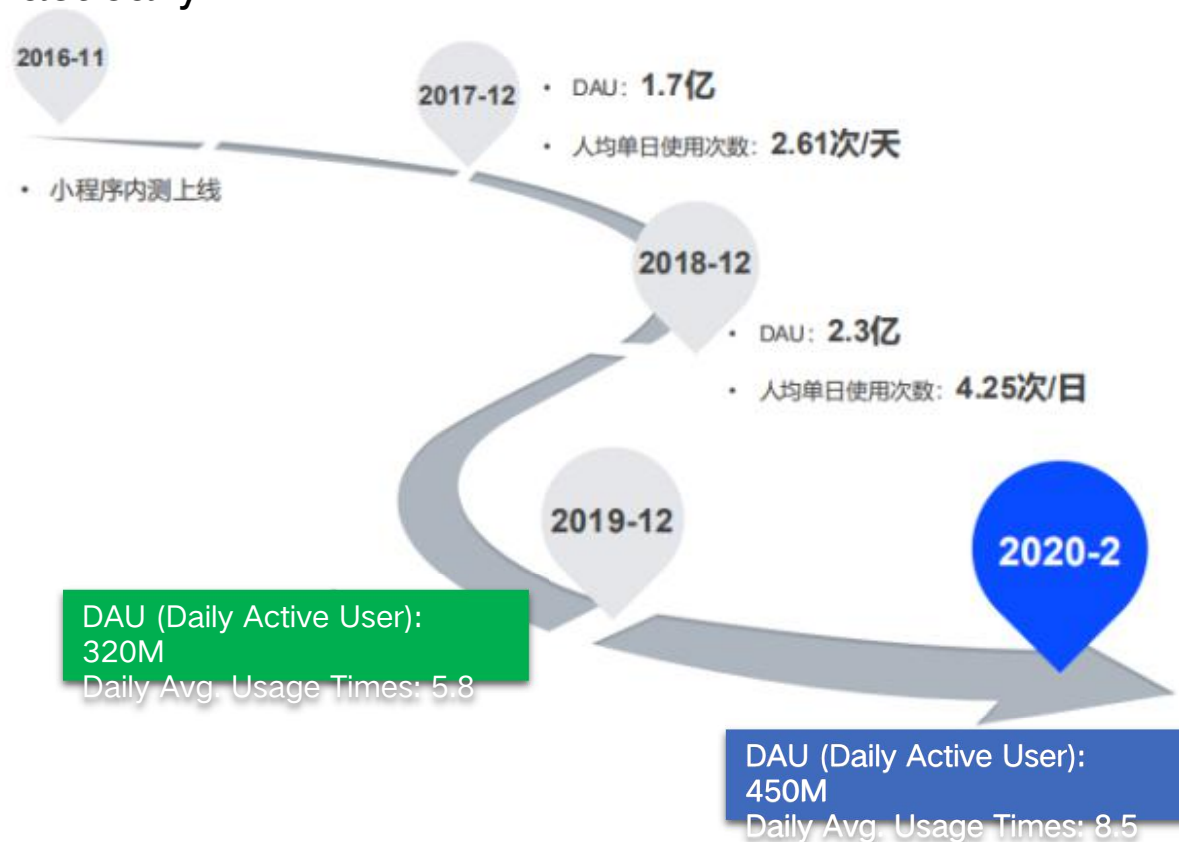 2016-11
2017-12
• DAU: 1.7亿
• 人均单日使用次数: 2.61次/天
• 小程序内测上线
2018-12
• DAU: 2.3亿
• 人均单日使用次数: 4.25次/日
2019-12
2020-2
DAU (Daily Active User):
320M
Daily Avg. Usage Times: 5.8
DAU (Daily Active User):
450M
Daily Avg. Usage Times: 8.5